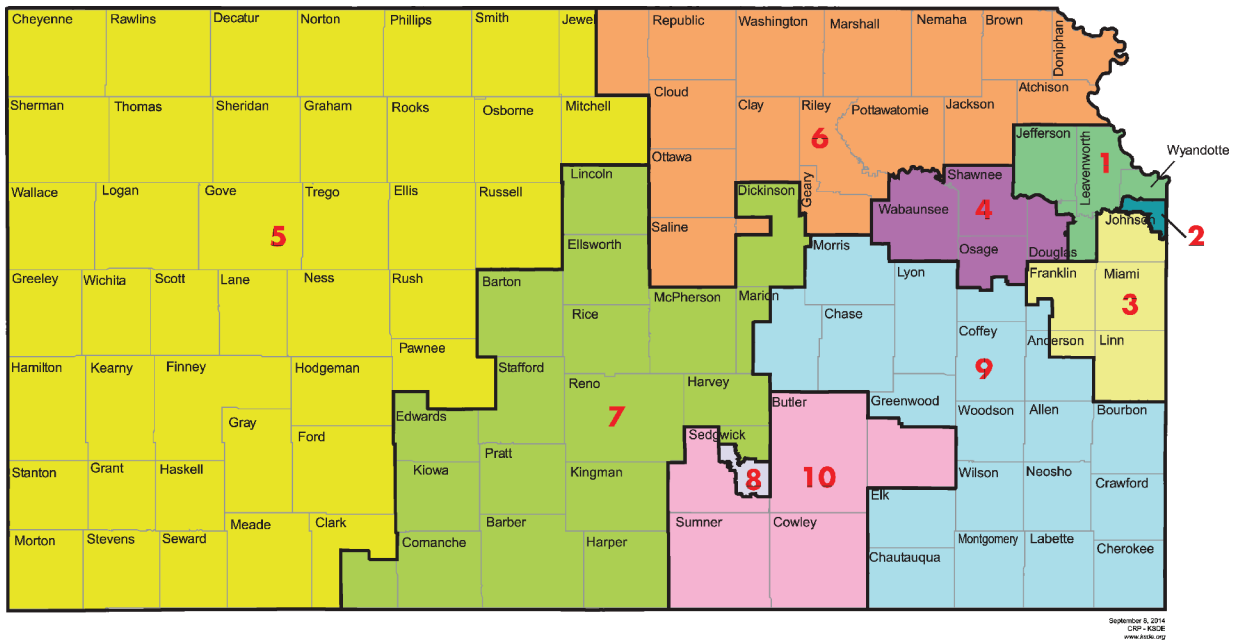 Cheyenne
Rawlins
Decatur
Norton
Phillips
Smith
Jewel
Republic
Washington
Marshall
Nemaha
Brown
Doniphan
Sherman
Thomas
Sheridan
Graham
Rooks
Osborne
Mitchell
Cloud
Clay
Riley
6
Pottawatomie
Jackson
Atchison
Jefferson
Leavenworth
1
Wyandotte
Ottawa
Wallace
Logan
Gove
Trego
Ellis
Russell
Lincoln
Dickinson
Geary
Wabaunsee
Shawnee
4
Johnson
2
5
Saline
Ellsworth
Morris
Osage
Douglas
Greeley
Wichita
Scott
Lane
Ness
Rush
Barton
Rice
McPherson
Marion
Lyon
Franklin
Miami
3
Chase
Coffey
Anderson
Linn
Pawnee
Hamilton
Kearny
Finney
Hodgeman
Stafford
Reno
Harvey
9
Edwards
7
Butler
Greenwood
Woodson
Allen
Bourbon
Gray
Ford
Sedgwick
8
10
Stanton
Grant
Haskell
Kiowa
Pratt
Kingman
Wilson
Neosho
Crawford
Elk
Morton
Stevens
Seward
Meade
Clark
Comanche
Barber
Harper
Sumner
Cowley
Chautauqua
Montgomery
Labette
Cherokee
September 8, 2014
CRP - KSDE
www.ksde.org